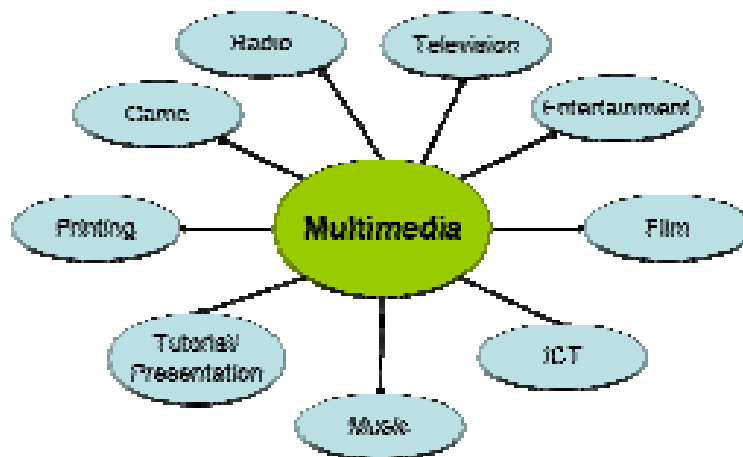 Radio
Television
Game
Entertainment
Printing
Multimedia
Film
Tutorial/
Presentation
ICT
Music